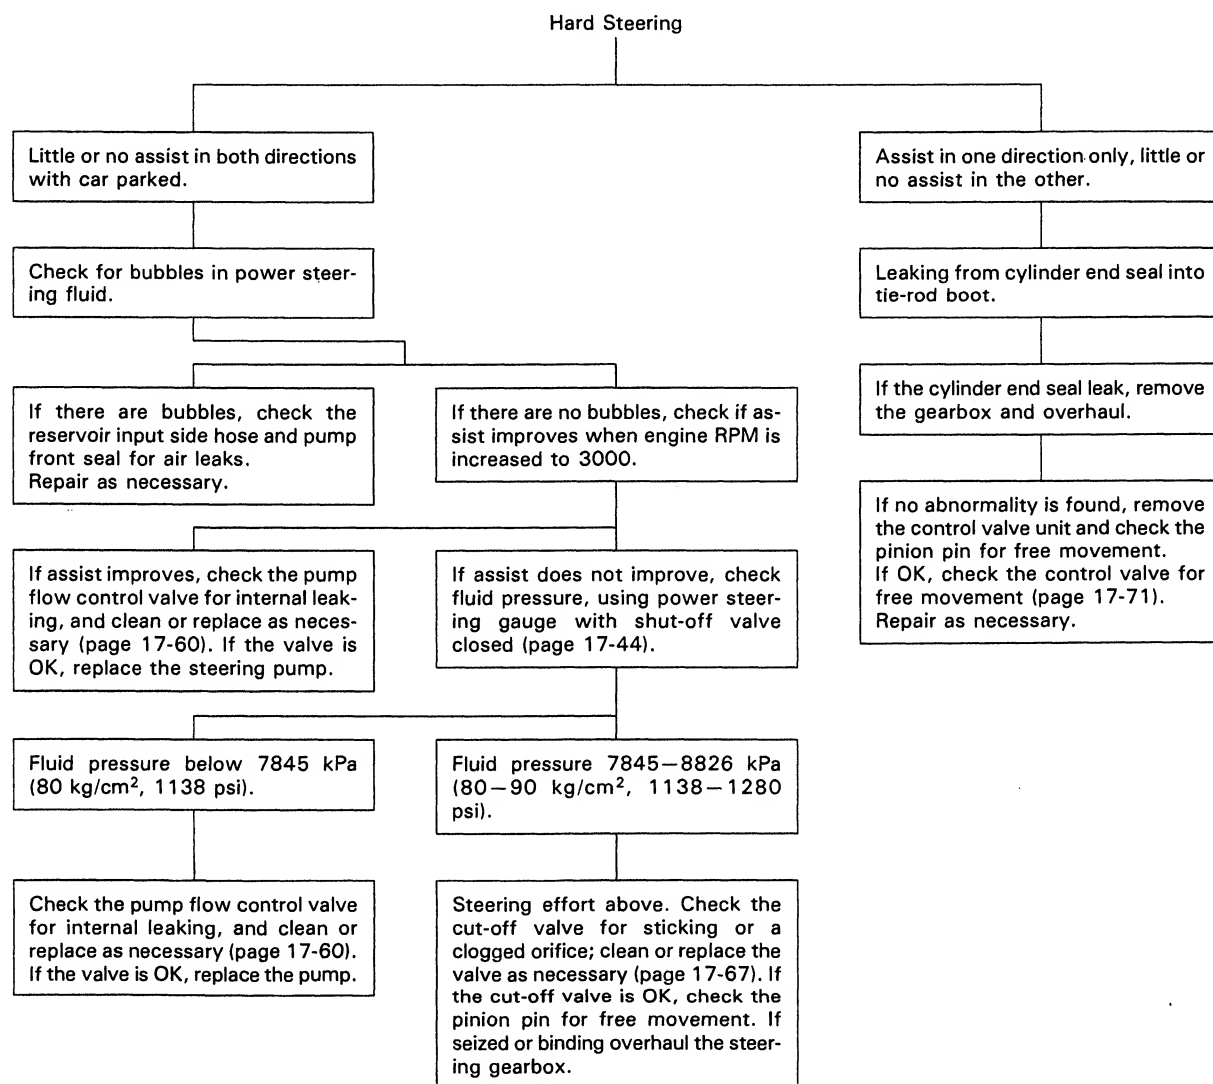 Hard Steering
Little or no assist in both directions
with car parked.
Check for bubbles in power steer-
ing fluid.
If there are bubbles, check the
reservoir input side hose and pump
front seal for air leaks.
Repair as necessary.
If there are no bubbles, check if as-
sist improves when engine RPM is
increased to 3000.
If assist improves, check the pump
flow control valve for internal leak-
ing, and clean or replace as neces-
sary (page 17-60). If the valve is
OK, replace the steering pump.
If assist does not improve, check
fluid pressure, using power steer-
ing gauge with shut-off valve
closed (page 17-44).
Fluid pressure below 7845 kPa
(80 kg/cm², 1138 psi).
Fluid pressure 7845–8826 kPa
(80–90 kg/cm², 1138–1280
psi).
Check the pump flow control valve
for internal leaking, and clean or
replace as necessary (page 17-60).
If the valve is OK, replace the pump.
Steering effort above. Check the
cut-off valve for sticking or a
clogged orifice; clean or replace the
valve as necessary (page 17-67). If
the cut-off valve is OK, check the
pinion pin for free movement. If
seized or binding overhaul the steer-
ing gearbox.
Assist in one direction only, little or
no assist in the other.
Leaking from cylinder end seal into
tie-rod boot.
If the cylinder end seal leak, remove
the gearbox and overhaul.
If no abnormality is found, remove
the control valve unit and check the
pinion pin for free movement.
If OK, check the control valve for
free movement (page 17-71).
Repair as necessary.